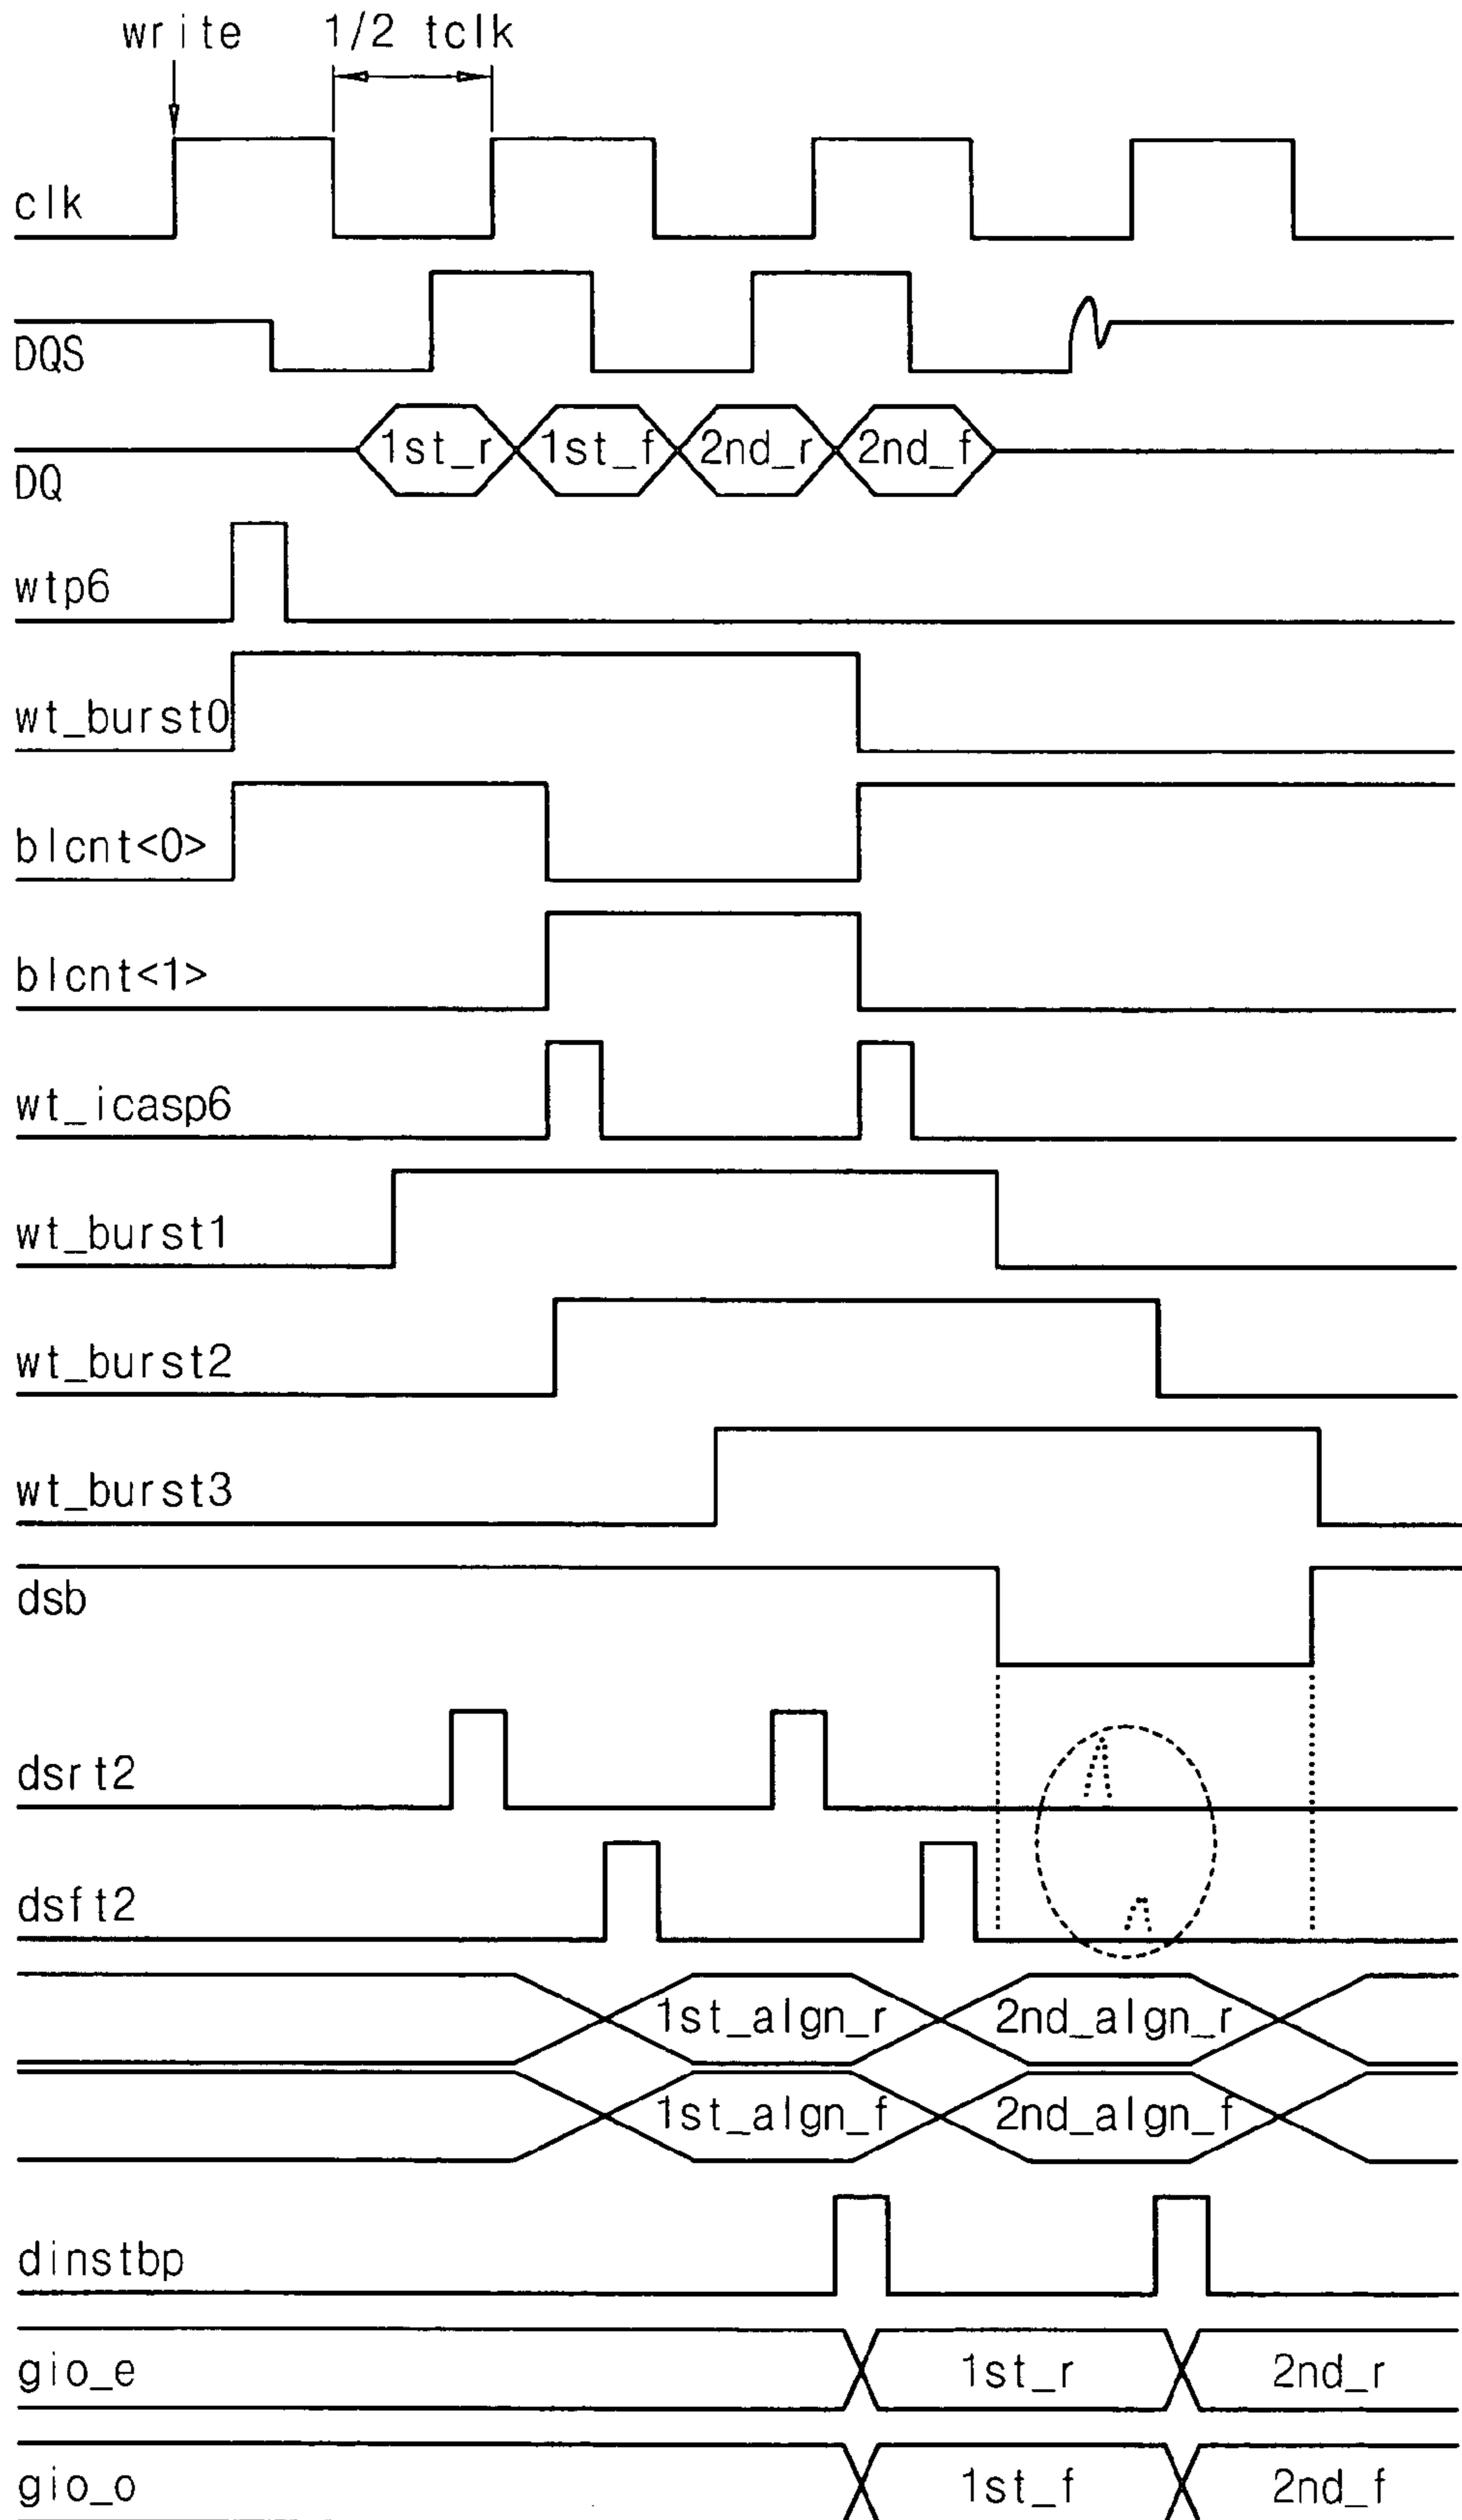 write 1/2 tclk
clk
DQS
1st_r 1st_f 2nd_r 2nd_f
DQ
wtp6
wt_burst0
blcnt<0>
blcnt<1>
wt_icasp6
wt_burst1
wt_burst2
wt_burst3
dsb
dsrt2
dsft2
1st_algn_r 2nd_algn_r
1st_algn_f 2nd_algn_f
dinstbp
gio_e 1st_r 2nd_r
gio_o 1st_f 2nd_f